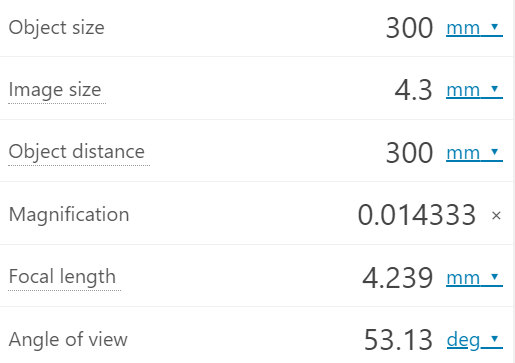 Object size 300 mm ▼
Image size 4.3 mm ▼
Object distance 300 mm ▼
Magnification 0.014333 ×
Focal length 4.239 mm ▼
Angle of view 53.13 deg ▼